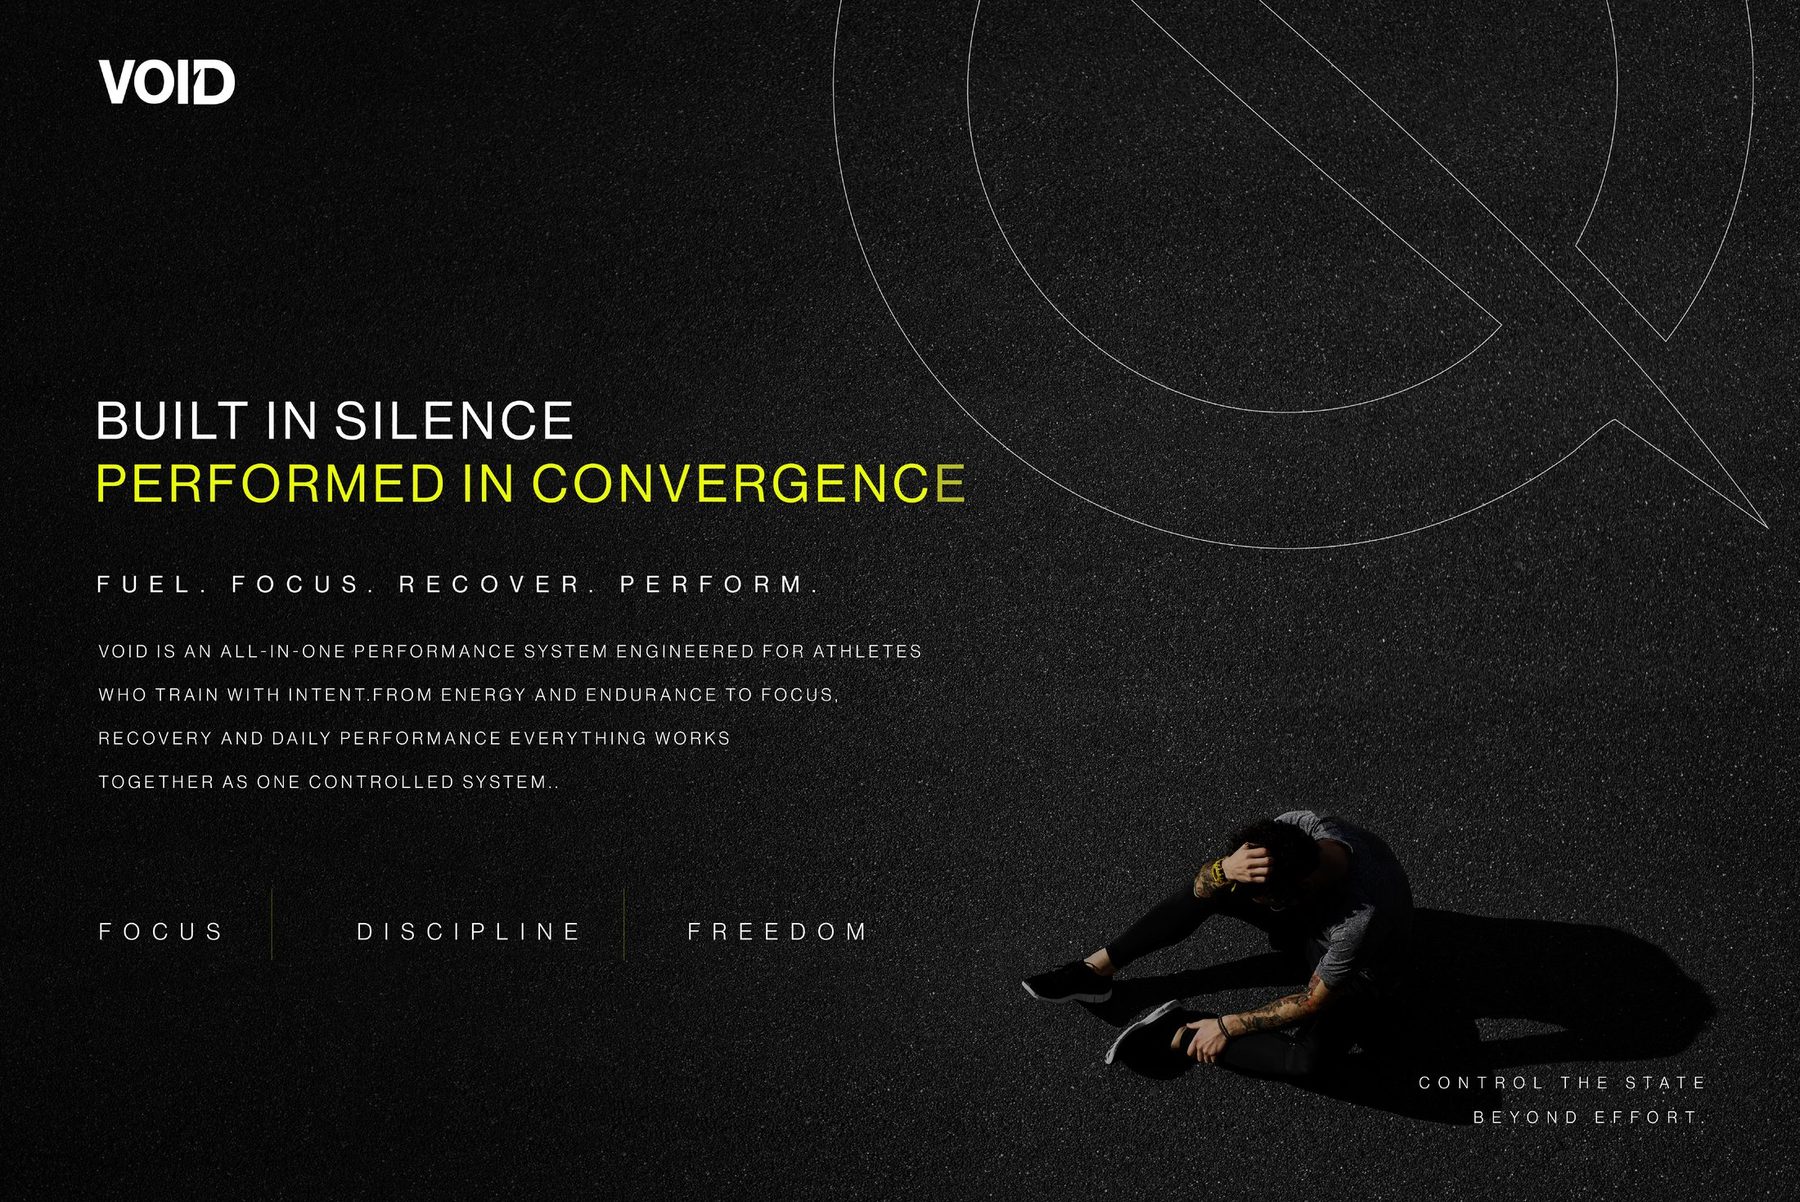 VOID
BUILT IN SILENCE
PERFORMED IN CONVERGENCE
FUEL. FOCUS. RECOVER. PERFORM.
VOID IS AN ALL-IN-ONE PERFORMANCE SYSTEM ENGINEERED FOR ATHLETES
WHO TRAIN WITH INTENT.FROM ENERGY AND ENDURANCE TO FOCUS,
RECOVERY AND DAILY PERFORMANCE EVERYTHING WORKS
TOGETHER AS ONE CONTROLLED SYSTEM..
FOCUS DISCIPLINE FREEDOM
CONTROL THE STATE
BEYOND EFFORT.